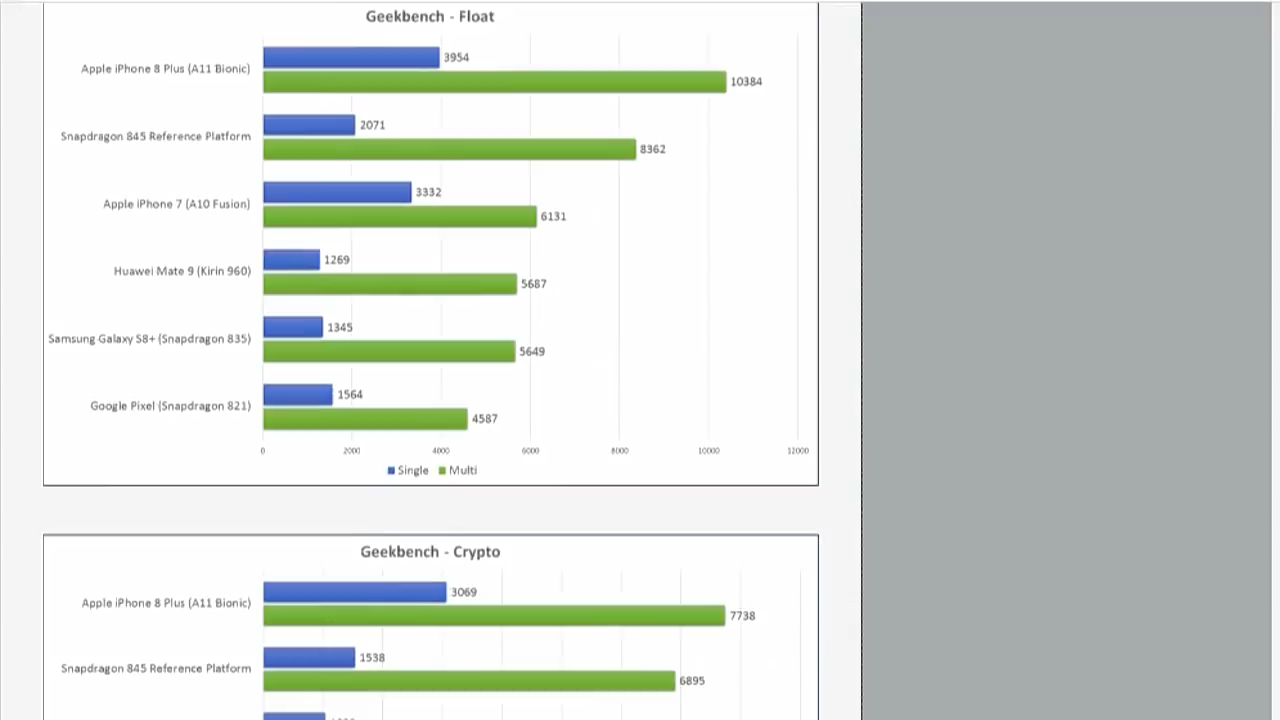 Geekbench - Float
Apple iPhone 8 Plus (A11 Bionic)
3954
10384
Snapdragon 845 Reference Platform
2071
8362
Apple iPhone 7 (A10 Fusion)
3332
6131
Huawei Mate 9 (Kirin 960)
1269
5687
Samsung Galaxy S8+ (Snapdragon 835)
1345
5649
Google Pixel (Snapdragon 821)
1564
4587
0 2000 4000 6000 8000 10000 12000
Single Multi
Geekbench - Crypto
Apple iPhone 8 Plus (A11 Bionic)
3069
7738
Snapdragon 845 Reference Platform
1538
6895